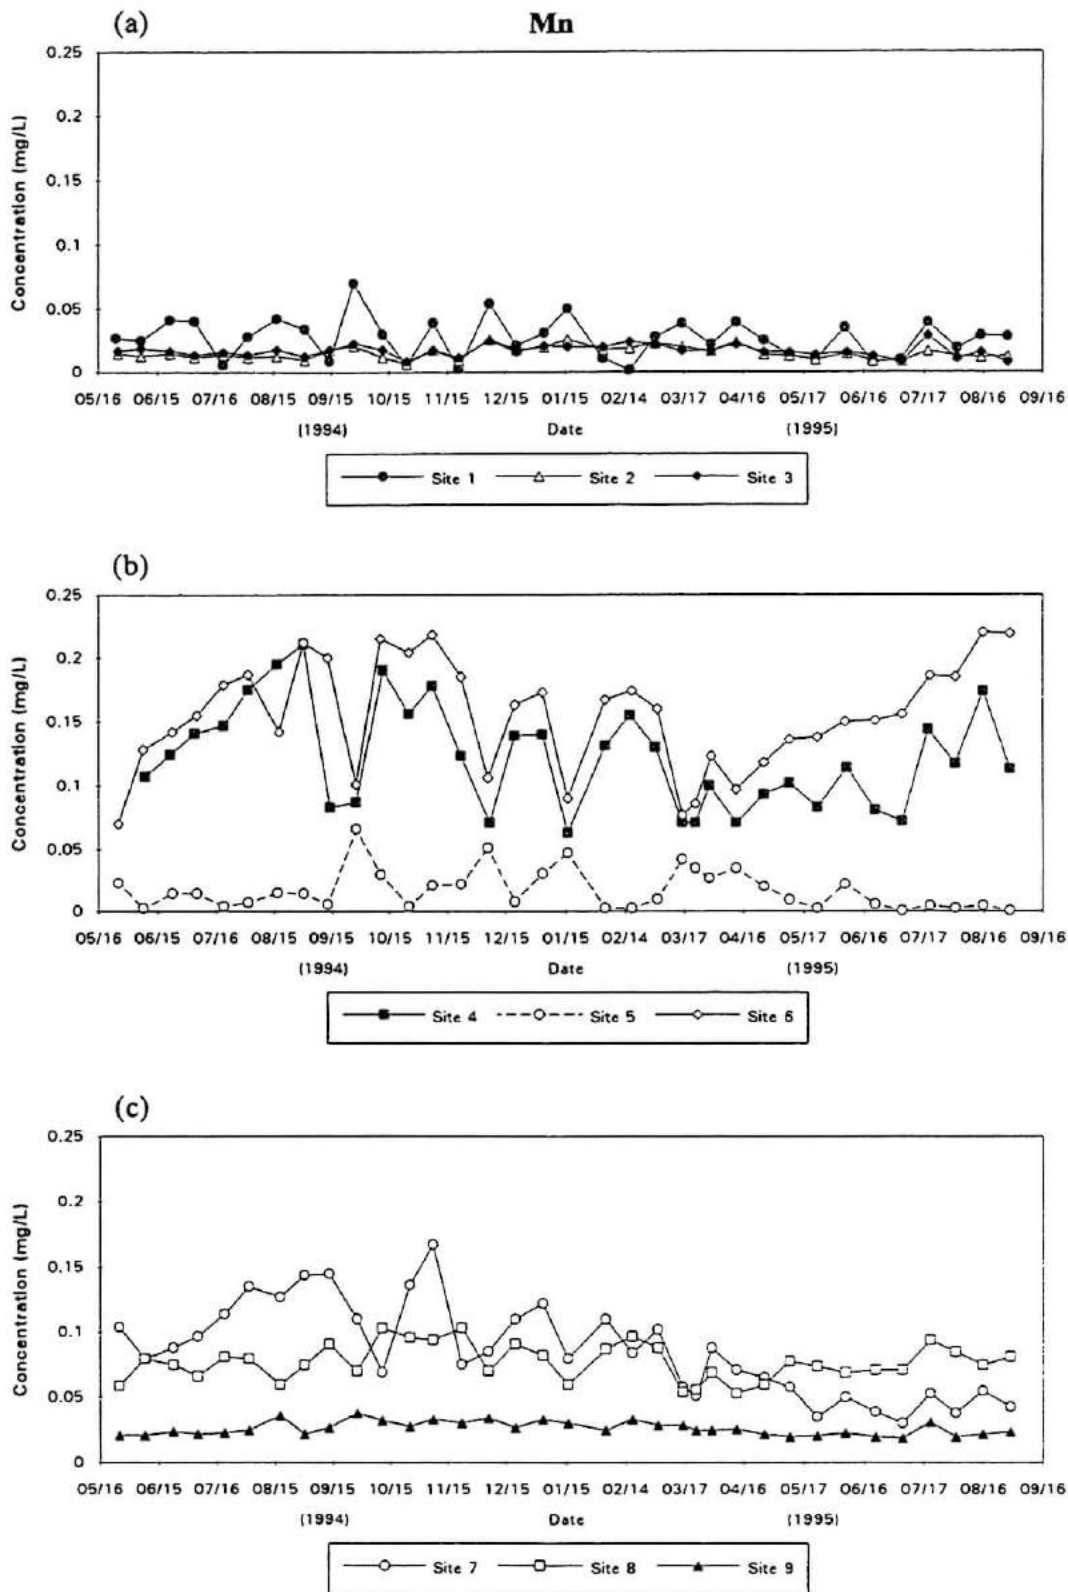 (a) Mn
0.25
0.2
0.15
0.1
0.05
0
Concentration (mg/L)
05/16 06/15 07/16 08/15 09/15 10/15 11/15 12/15 01/15 02/14 03/17 04/16 05/17 06/16 07/17 08/16 09/16
(1994) Date (1995)
Site 1 Site 2 Site 3
(b)
0.25
0.2
0.15
0.1
0.05
0
Concentration (mg/L)
05/16 06/15 07/16 08/15 09/15 10/15 11/15 12/15 01/15 02/14 03/17 04/16 05/17 06/16 07/17 08/16 09/16
(1994) Date (1995)
Site 4 Site 5 Site 6
(c)
0.25
0.2
0.15
0.1
0.05
0
Concentration (mg/L)
05/16 06/15 07/16 08/15 09/15 10/15 11/15 12/15 01/15 02/14 03/17 04/16 05/17 06/16 07/17 08/16 09/16
(1994) Date (1995)
Site 7 Site 8 Site 9